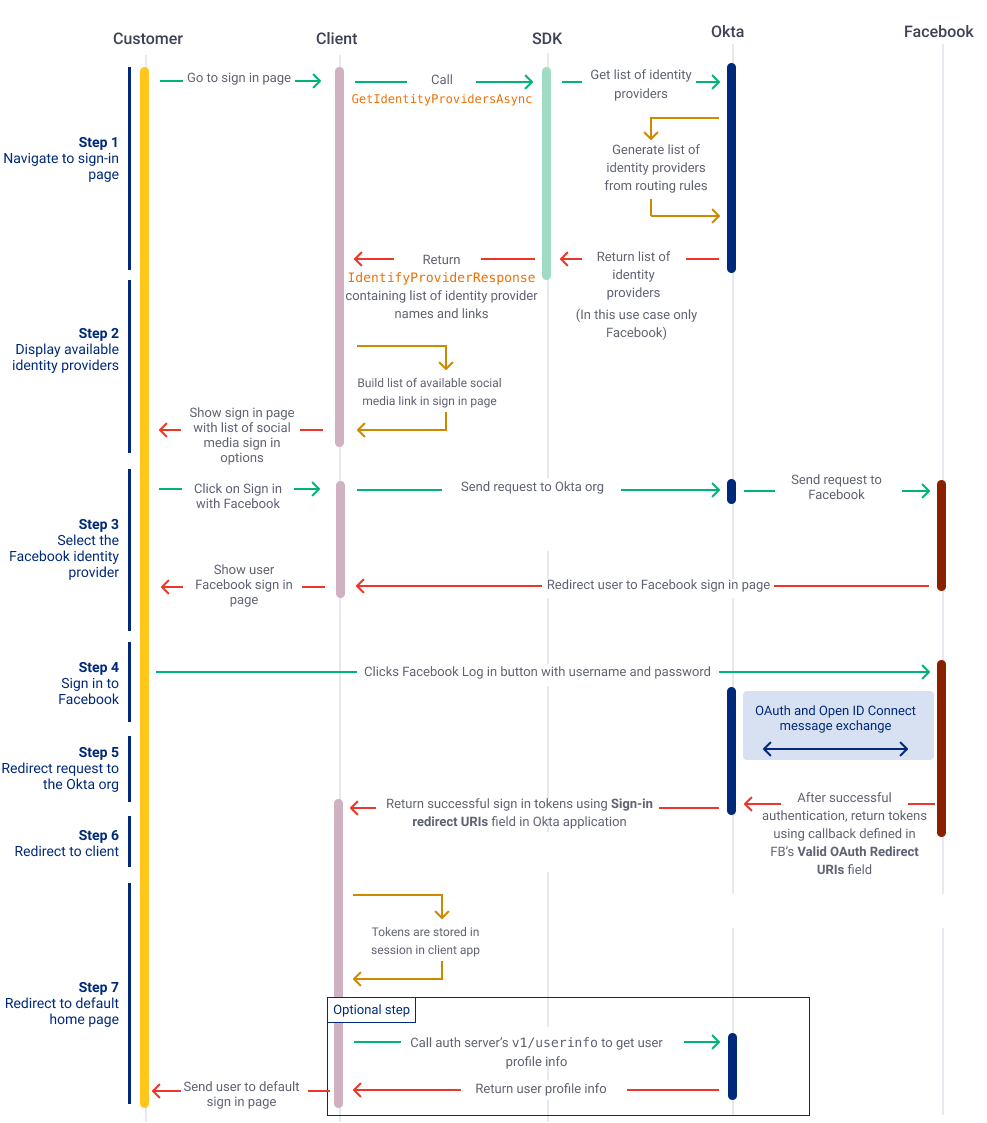 Customer
Client
SDK
Okta
Facebook
Step 1
Navigate to sign-in
page
Go to sign in page
Call
GetIdentityProvidersAsync
Get list of identity
providers
Generate list of
identity providers
from routing rules
Return list of
identity
providers
(In this use case only
Facebook)
Return
IdentifyProviderResponse
containing list of identity provider
names and links
Step 2
Display available
identity providers
Build list of available social
media link in sign in page
Show sign in page
with list of social
media sign in
options
Step 3
Select the
Facebook identity
provider
Click on Sign in
with Facebook
Send request to Okta org
Send request to
Facebook
Redirect user to Facebook sign in page
Show user
Facebook sign in
page
Step 4
Sign in to
Facebook
Clicks Facebook Log in button with username and password
OAuth and Open ID Connect
message exchange
Step 5
Redirect request to
the Okta org
After successful
authentication, return tokens
using callback defined in
FB's Valid OAuth Redirect
URIs field
Step 6
Redirect to client
Return successful sign in tokens using Sign-in
redirect URIs field in Okta application
Step 7
Redirect to default
home page
Tokens are stored in
session in client app
Optional step
Call auth server's v1/userinfo to get user
profile info
Return user profile info
Send user to default
sign in page